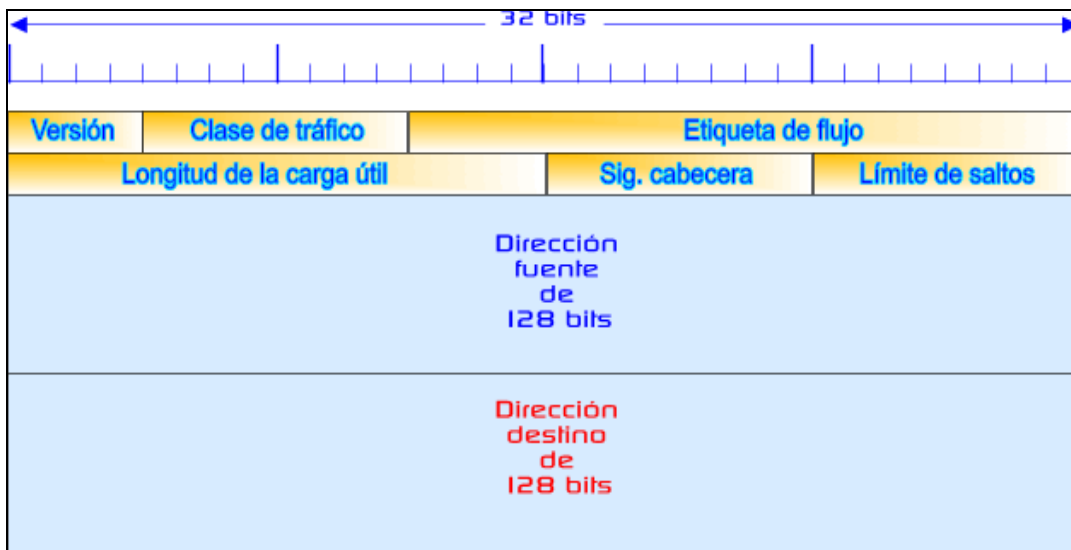 32 bits
Versión Clase de tráfico Etiqueta de flujo
Longitud de la carga útil Sig. cabecera Límite de saltos
Dirección
fuente
de
128 bits
Dirección
destino
de
128 bits